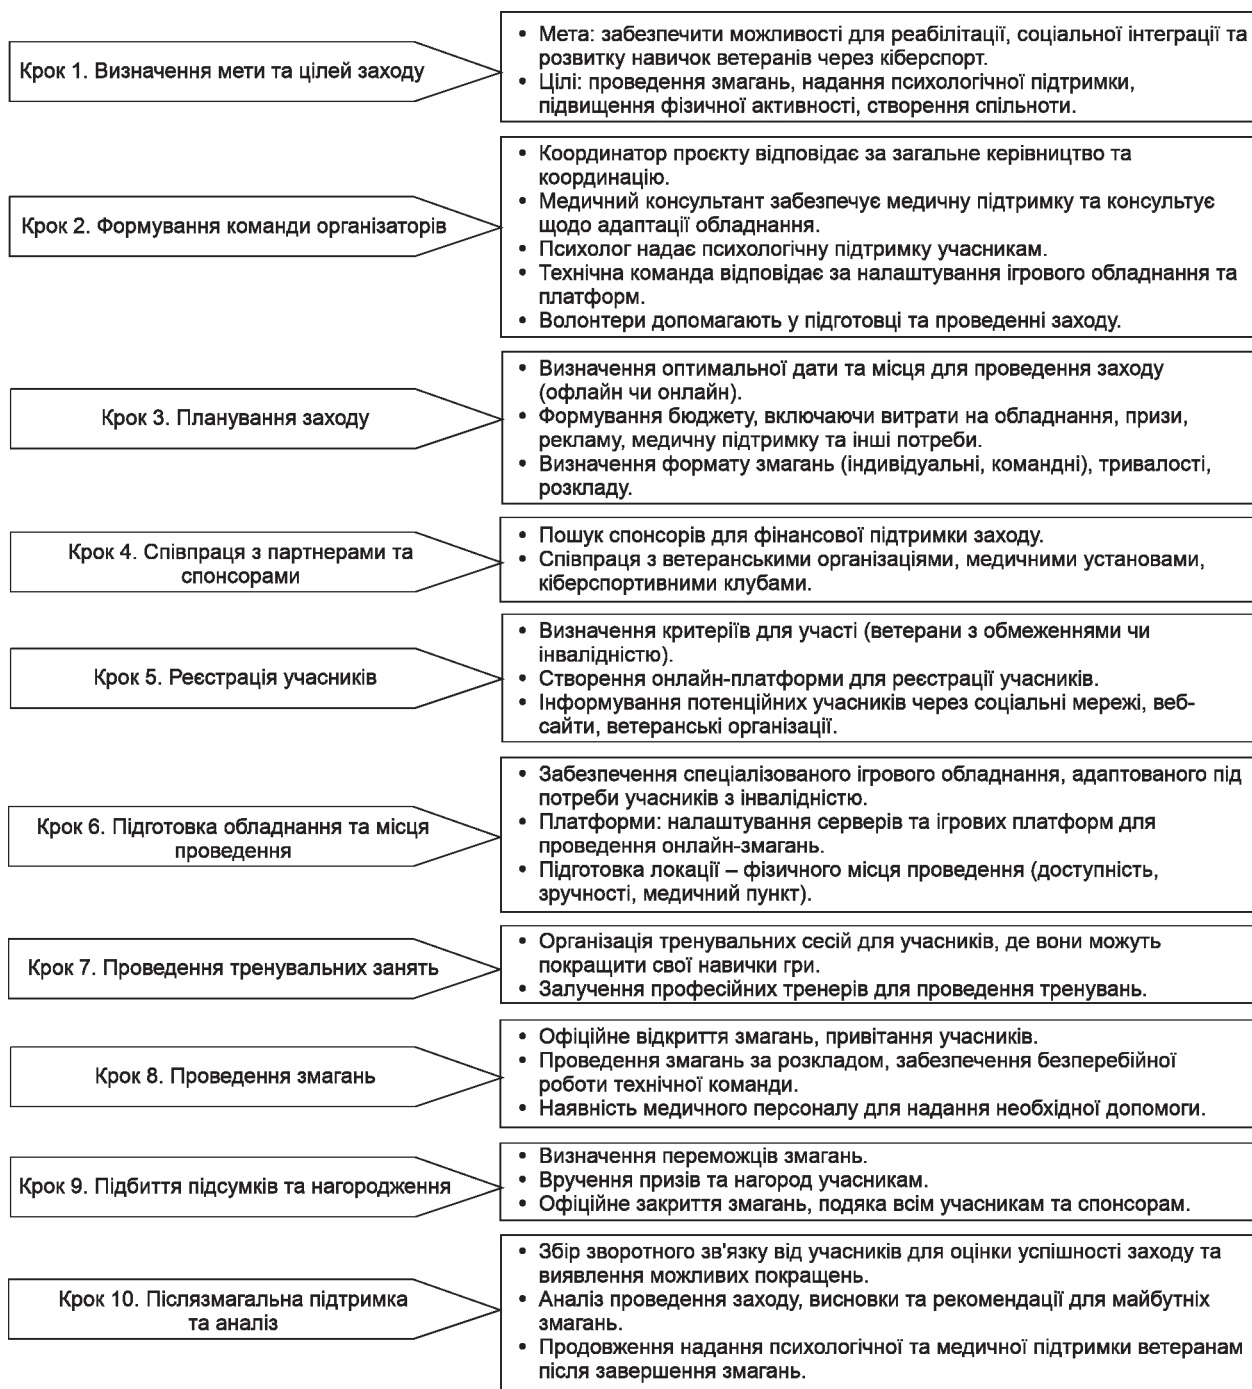 Крок 1. Визначення мети та цілей заходу
• Мета: забезпечити можливості для реабілітації, соціальної інтеграції та
розвитку навичок ветеранів через кіберспорт.
• Цілі: проведення змагань, надання психологічної підтримки,
підвищення фізичної активності, створення спільноти.
Крок 2. Формування команди організаторів
• Координатор проєкту відповідає за загальне керівництво та
координацію.
• Медичний консультант забезпечує медичну підтримку та консультує
щодо адаптації обладнання.
• Психолог надає психологічну підтримку учасникам.
• Технічна команда відповідає за налаштування ігрового обладнання та
платформ.
• Волонтери допомагають у підготовці та проведенні заходу.
Крок 3. Планування заходу
• Визначення оптимальної дати та місця для проведення заходу
(офлайн чи онлайн).
• Формування бюджету, включаючи витрати на обладнання, призи,
рекламу, медичну підтримку та інші потреби.
• Визначення формату змагань (індивідуальні, командні), тривалості,
розкладу.
Крок 4. Співпраця з партнерами та
спонсорами
• Пошук спонсорів для фінансової підтримки заходу.
• Співпраця з ветеранськими організаціями, медичними установами,
кіберспортивними клубами.
Крок 5. Реєстрація учасників
• Визначення критеріїв для участі (ветерани з обмеженнями чи
інвалідністю).
• Створення онлайн-платформи для реєстрації учасників.
• Інформування потенційних учасників через соціальні мережі, веб-
сайти, ветеранські організації.
Крок 6. Підготовка обладнання та місця
проведення
• Забезпечення спеціалізованого ігрового обладнання, адаптованого під
потреби учасників з інвалідністю.
• Платформи: налаштування серверів та ігрових платформ для
проведення онлайн-змагань.
• Підготовка локації – фізичного місця проведення (доступність,
зручності, медичний пункт).
Крок 7. Проведення тренувальних занять
• Організація тренувальних сесій для учасників, де вони можуть
покращити свої навички гри.
• Залучення професійних тренерів для проведення тренувань.
Крок 8. Проведення змагань
• Офіційне відкриття змагань, привітання учасників.
• Проведення змагань за розкладом, забезпечення безперебійної
роботи технічної команди.
• Наявність медичного персоналу для надання необхідної допомоги.
Крок 9. Підбиття підсумків та нагородження
• Визначення переможців змагань.
• Вручення призів та нагород учасникам.
• Офіційне закриття змагань, подяка всім учасникам та спонсорам.
Крок 10. Післязмагальна підтримка
та аналіз
• Збір зворотного зв'язку від учасників для оцінки успішності заходу та
виявлення можливих покращень.
• Аналіз проведення заходу, висновки та рекомендації для майбутніх
змагань.
• Продовження надання психологічної та медичної підтримки ветеранам
після завершення змагань.